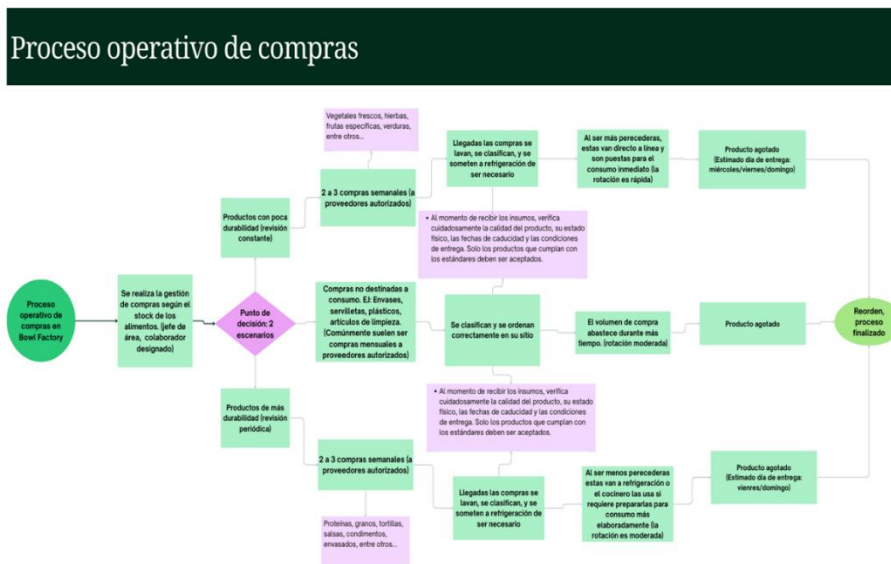 Proceso operativo de compras
Vegetales frescos, hierbas,
frutas específicas, verduras,
entre otros...
2 a 3 compras semanales (a
proveedores autorizados)
Llegadas las compras se
lavan, se clasifican, y se
someten a refrigeración de
ser necesario
Al ser más perecederas,
estas van directo a línea y
son puestas para el
consumo inmediato (la
rotación es rápida)
Producto agotado
(Estimado día de entrega:
miércoles/viernes/domingo)
Productos con poca
durabilidad (revisión
constante)
• Al momento de recibir los insumos, verifica
cuidadosamente la calidad del producto, su estado
físico, las fechas de caducidad y las condiciones
de entrega. Solo los productos que cumplan con
los estándares deben ser aceptados.
Proceso
operativo de
compras en
Bowl Factory
Se realiza la gestión
de compras según el
stock de los
alimentos. (jefe de
área, colaborador
designado)
Punto de
decisión: 2
escenarios
Compras no destinadas a
consumo. EJ: Envases,
servilletas, plásticos,
artículos de limpieza.
(Comúnmente suelen ser
compras mensuales a
proveedores autorizados)
Se clasifican y se ordenan
correctamente en su sitio
El volumen de compra
abastece durante más
tiempo. (rotación moderada)
Producto agotado
Reorden,
proceso
finalizado
• Al momento de recibir los insumos, verifica
cuidadosamente la calidad del producto, su estado
físico, las fechas de caducidad y las condiciones
de entrega. Solo los productos que cumplan con
los estándares deben ser aceptados.
Productos de más
durabilidad (revisión
periódica)
2 a 3 compras semanales (a
proveedores autorizados)
Llegadas las compras se
lavan, se clasifican, y se
someten a refrigeración de
ser necesario
Al ser menos perecederas
estas van a refrigeración o
el cocinero las usa si
requiere prepararlas para
consumo más
elaboradamente (la
rotación es moderada)
Producto agotado
(Estimado día de entrega:
vienres/domingo)
Proteínas, granos, tortillas,
salsas, condimentos,
envasados, entre otros...